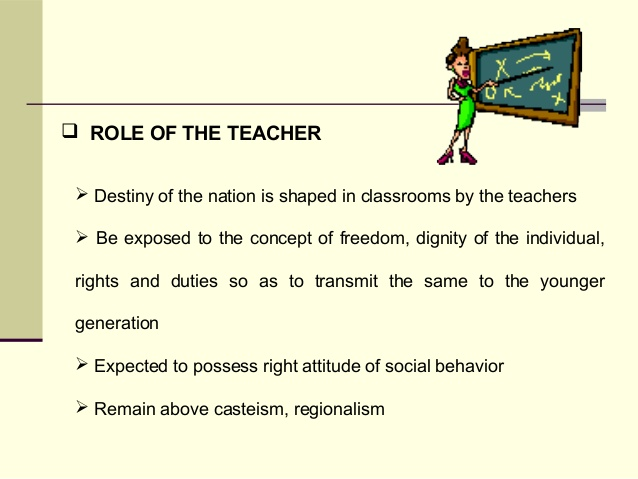 ROLE OF THE TEACHER
Destiny of the nation is shaped in classrooms by the teachers
Be exposed to the concept of freedom, dignity of the individual,
rights and duties so as to transmit the same to the younger
generation
Expected to possess right attitude of social behavior
Remain above casteism, regionalism